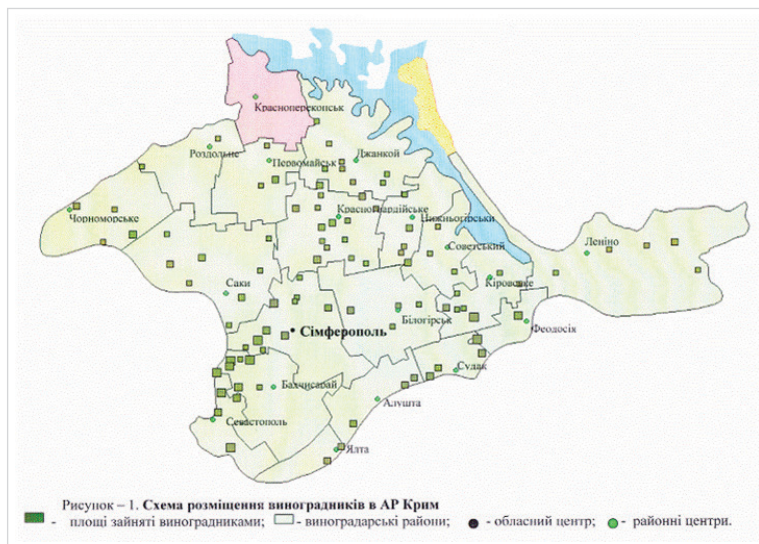 Красноперекопськ
Роздольне
Первомайськ
Джанкой
Чорноморське
Красногвардійське
Нижньогірськи
Советський
Леніно
Саки
Кіровське
Білогірськ
Сімферополь
Феодосія
Судак
Бахчисарай
Алушта
Севастополь
Ялта
Рисунок – 1. Схема розміщення виноградників в АР Крим
- площі зайняті виноградниками; - виноградарські райони; - обласний центр; - районні центри.